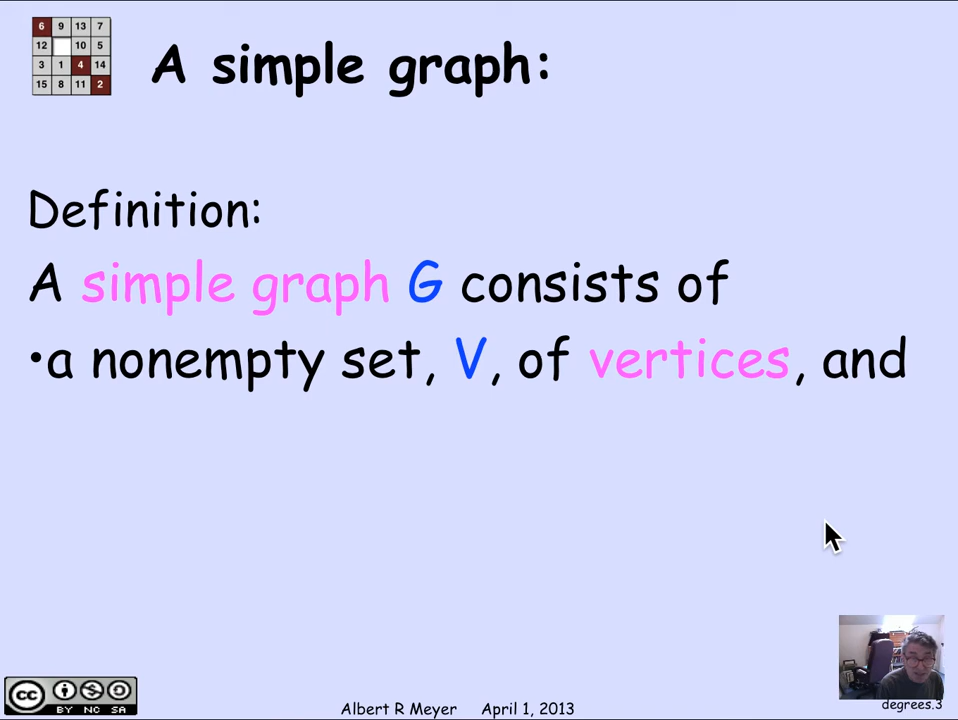 6 9 13 7
12 10 5
3 1 4 14
15 8 11 2
A simple graph:
Definition:
A simple graph G consists of
•a nonempty set, V, of vertices, and
cc
BY NC SA
Albert R Meyer April 1, 2013
degrees.3